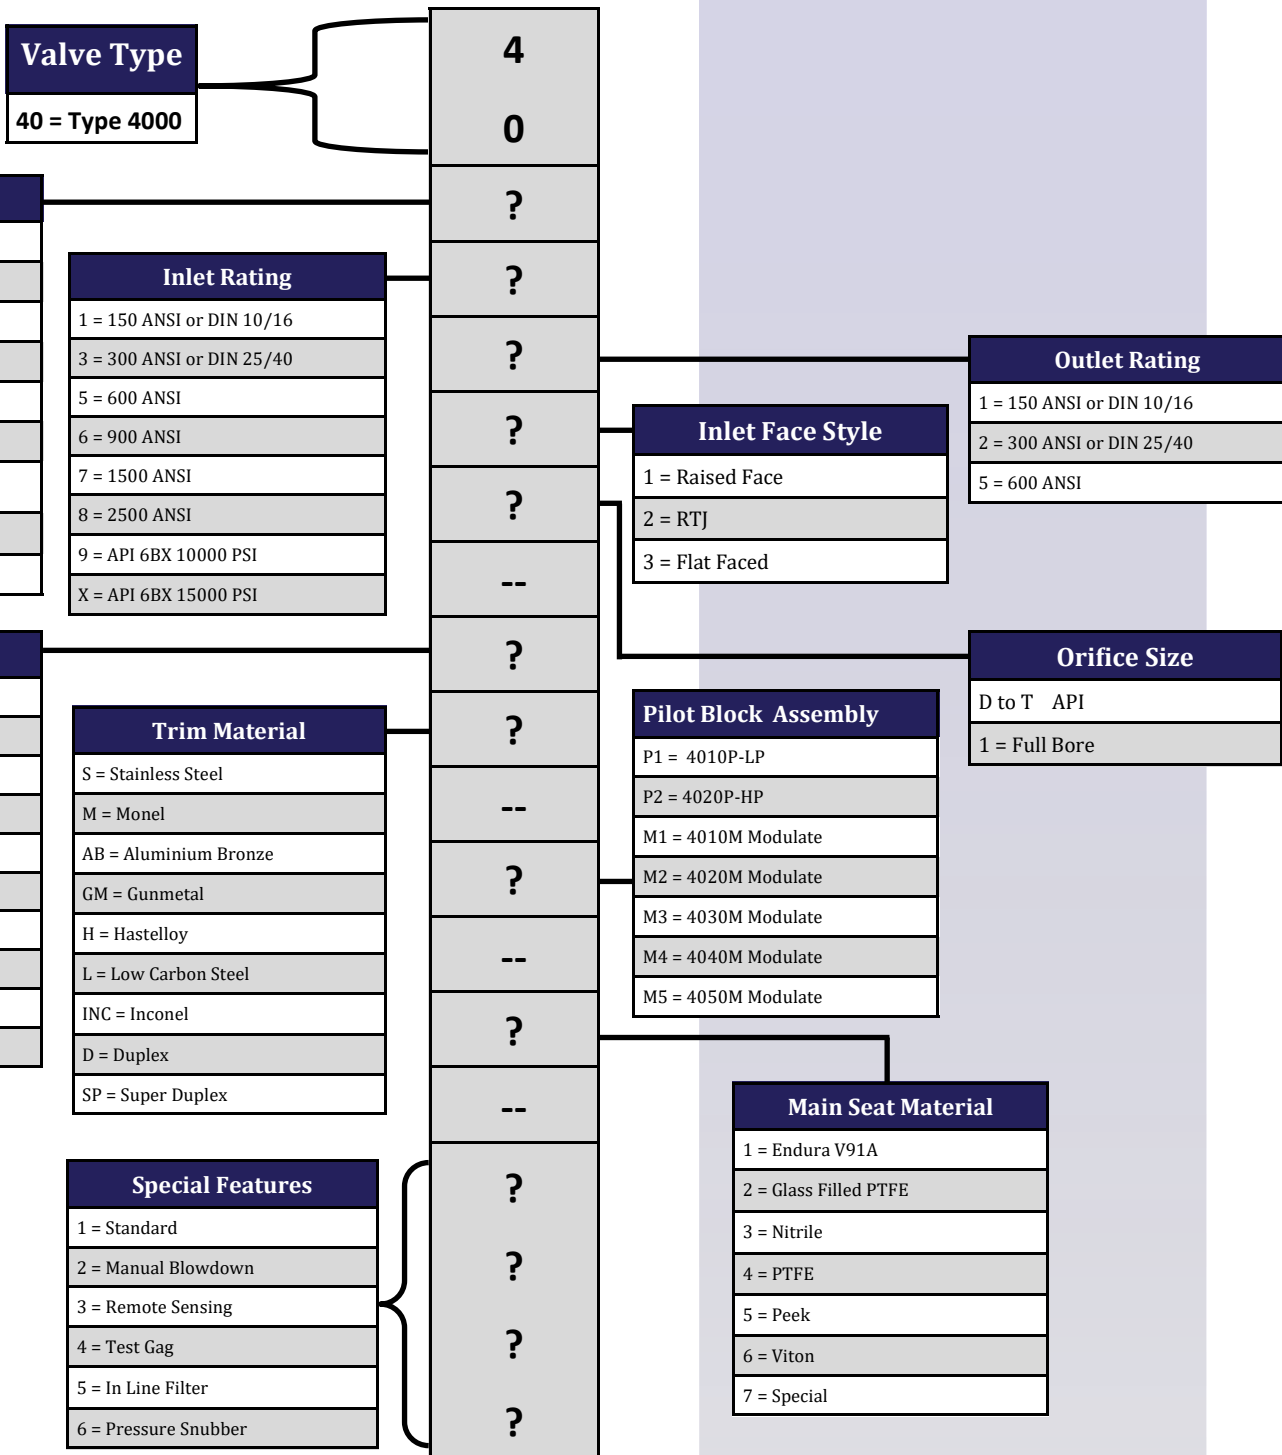 Valve Type
40 = Type 4000
4
0
?
?
?
?
?
--
?
?
--
?
--
?
--
?
?
?
?
Inlet Rating
1 = 150 ANSI or DIN 10/16
3 = 300 ANSI or DIN 25/40
5 = 600 ANSI
6 = 900 ANSI
7 = 1500 ANSI
8 = 2500 ANSI
9 = API 6BX 10000 PSI
X = API 6BX 15000 PSI
Outlet Rating
1 = 150 ANSI or DIN 10/16
2 = 300 ANSI or DIN 25/40
5 = 600 ANSI
Inlet Face Style
1 = Raised Face
2 = RTJ
3 = Flat Faced
Orifice Size
D to T API
1 = Full Bore
Trim Material
S = Stainless Steel
M = Monel
AB = Aluminium Bronze
GM = Gunmetal
H = Hastelloy
L = Low Carbon Steel
INC = Inconel
D = Duplex
SP = Super Duplex
Pilot Block Assembly
P1 = 4010P-LP
P2 = 4020P-HP
M1 = 4010M Modulate
M2 = 4020M Modulate
M3 = 4030M Modulate
M4 = 4040M Modulate
M5 = 4050M Modulate
Main Seat Material
1 = Endura V91A
2 = Glass Filled PTFE
3 = Nitrile
4 = PTFE
5 = Peek
6 = Viton
7 = Special
Special Features
1 = Standard
2 = Manual Blowdown
3 = Remote Sensing
4 = Test Gag
5 = In Line Filter
6 = Pressure Snubber